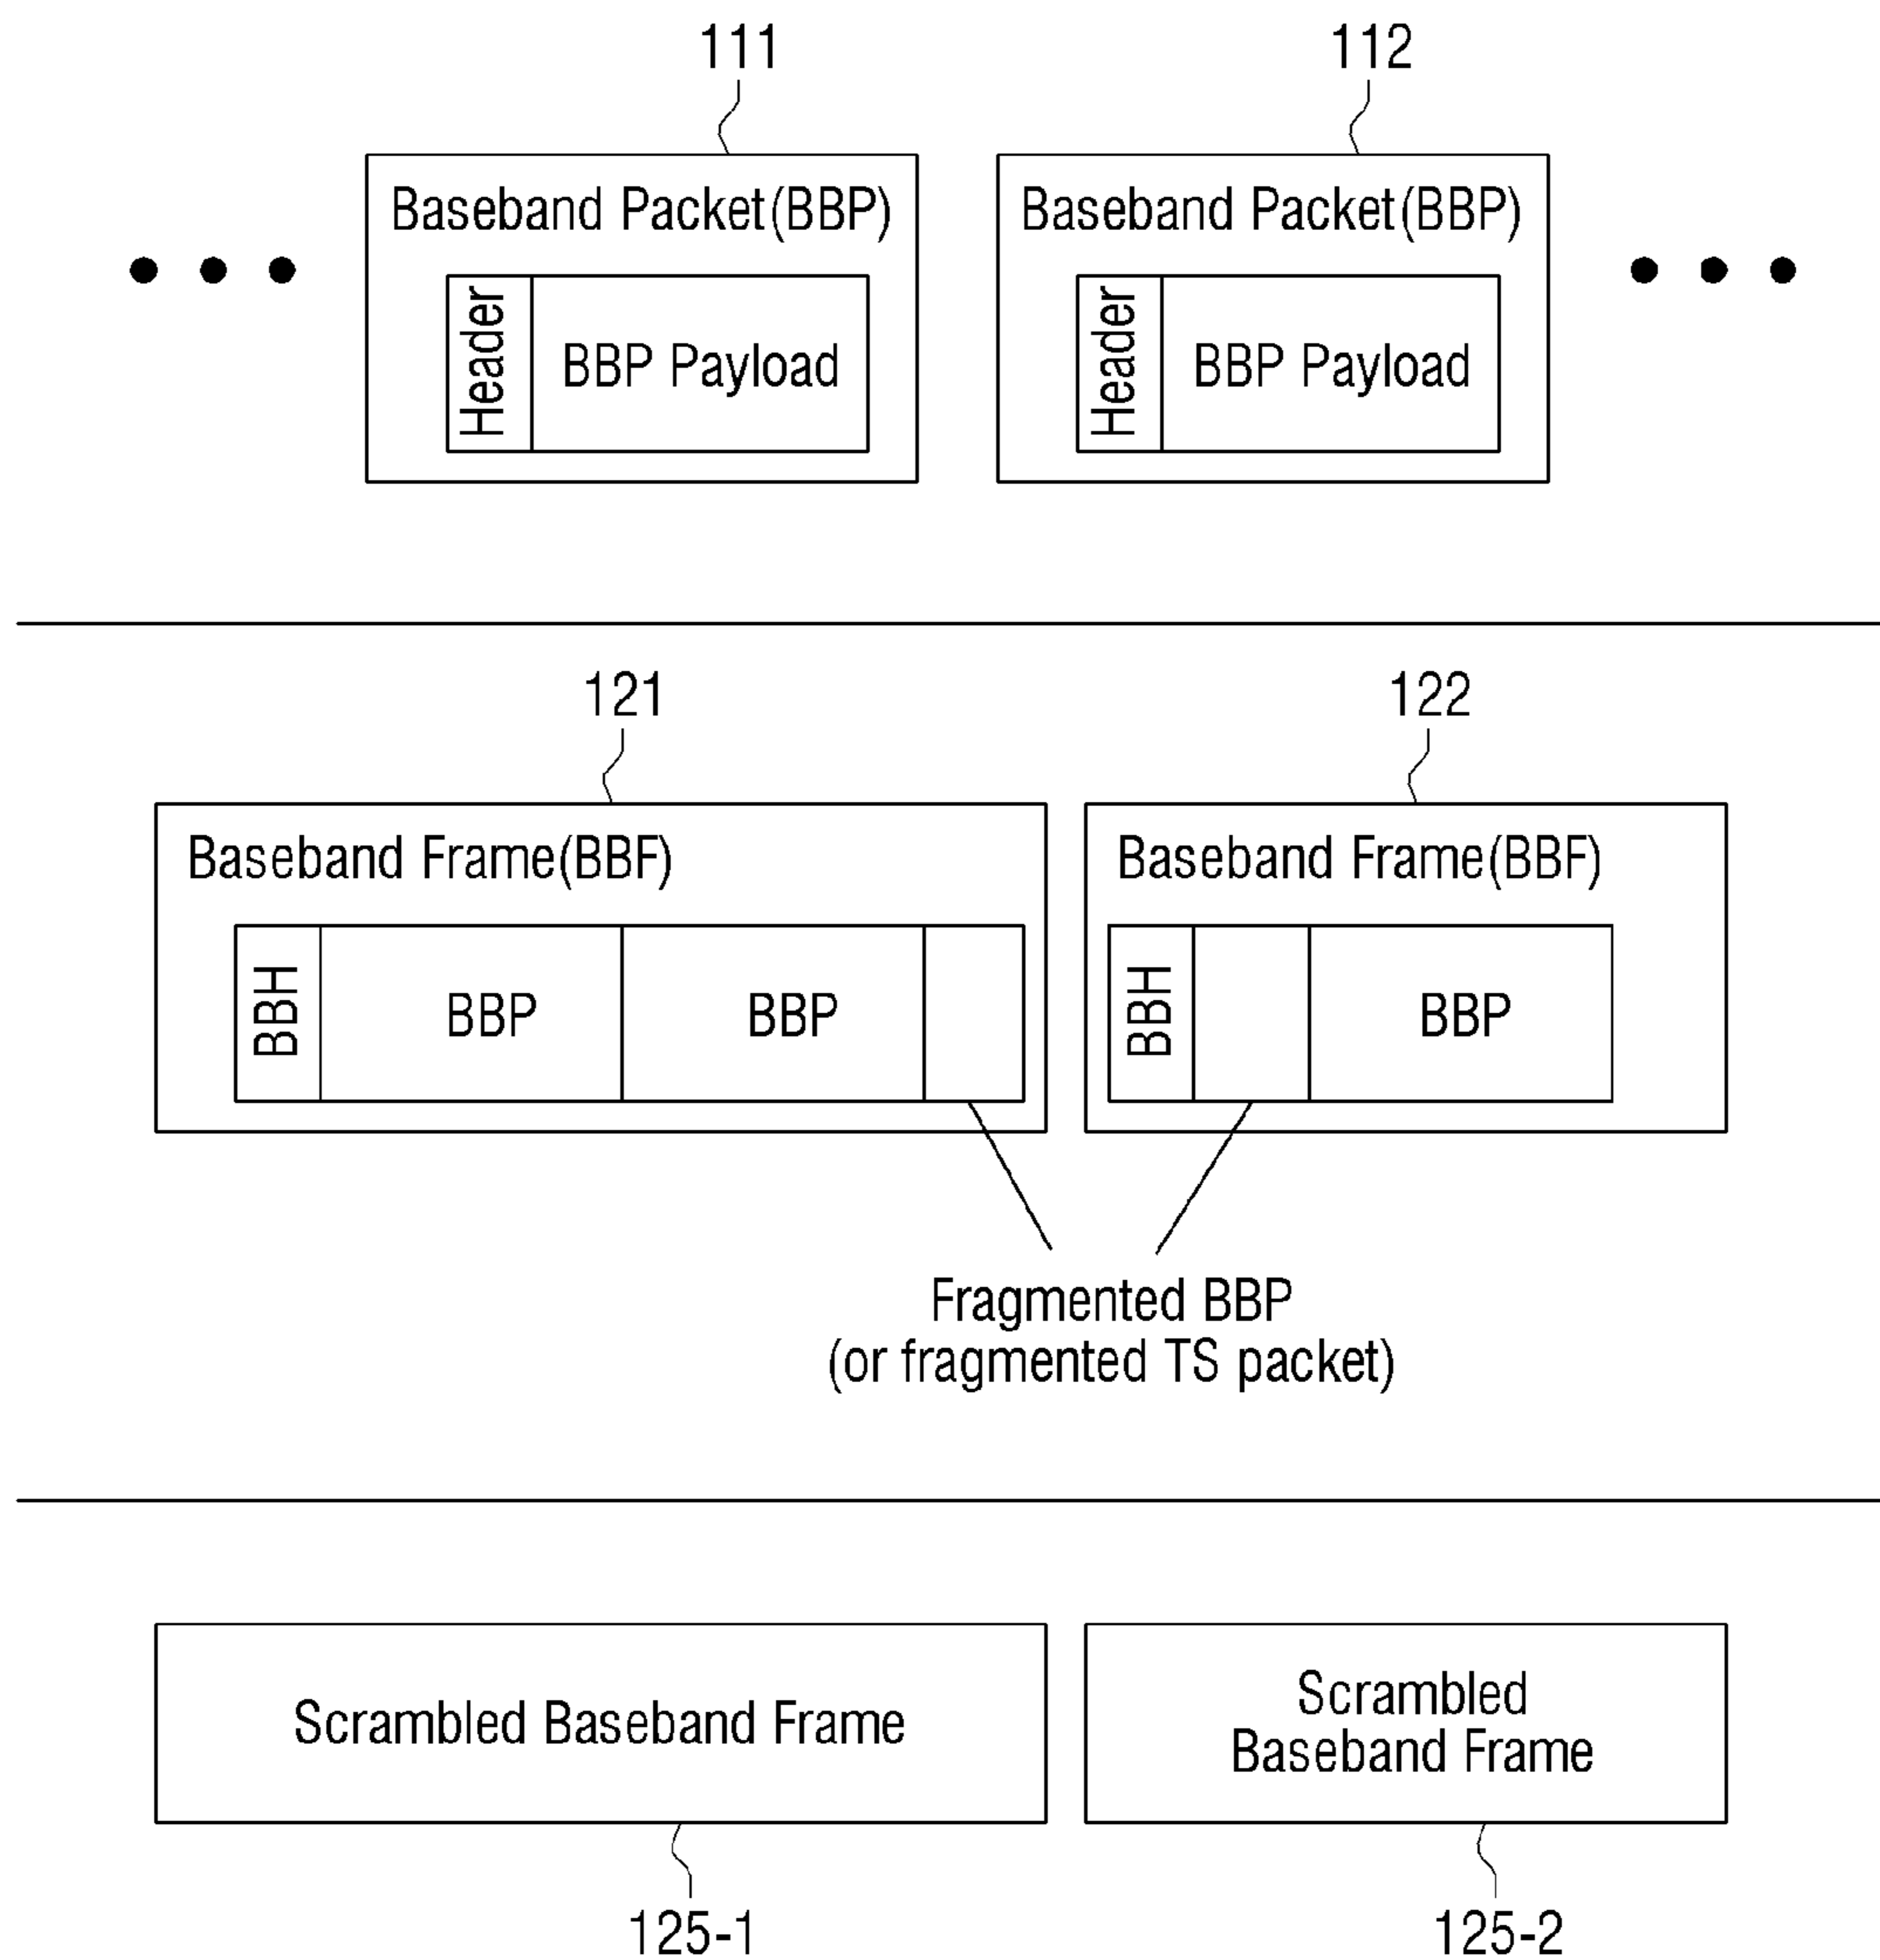 111
112
Baseband Packet(BBP)
Header
BBP Payload
Baseband Packet(BBP)
Header
BBP Payload
121
122
Baseband Frame(BBF)
BBH
BBP
BBP
Baseband Frame(BBF)
BBH
BBP
Fragmented BBP
(or fragmented TS packet)
Scrambled Baseband Frame
Scrambled
Baseband Frame
125-1
125-2